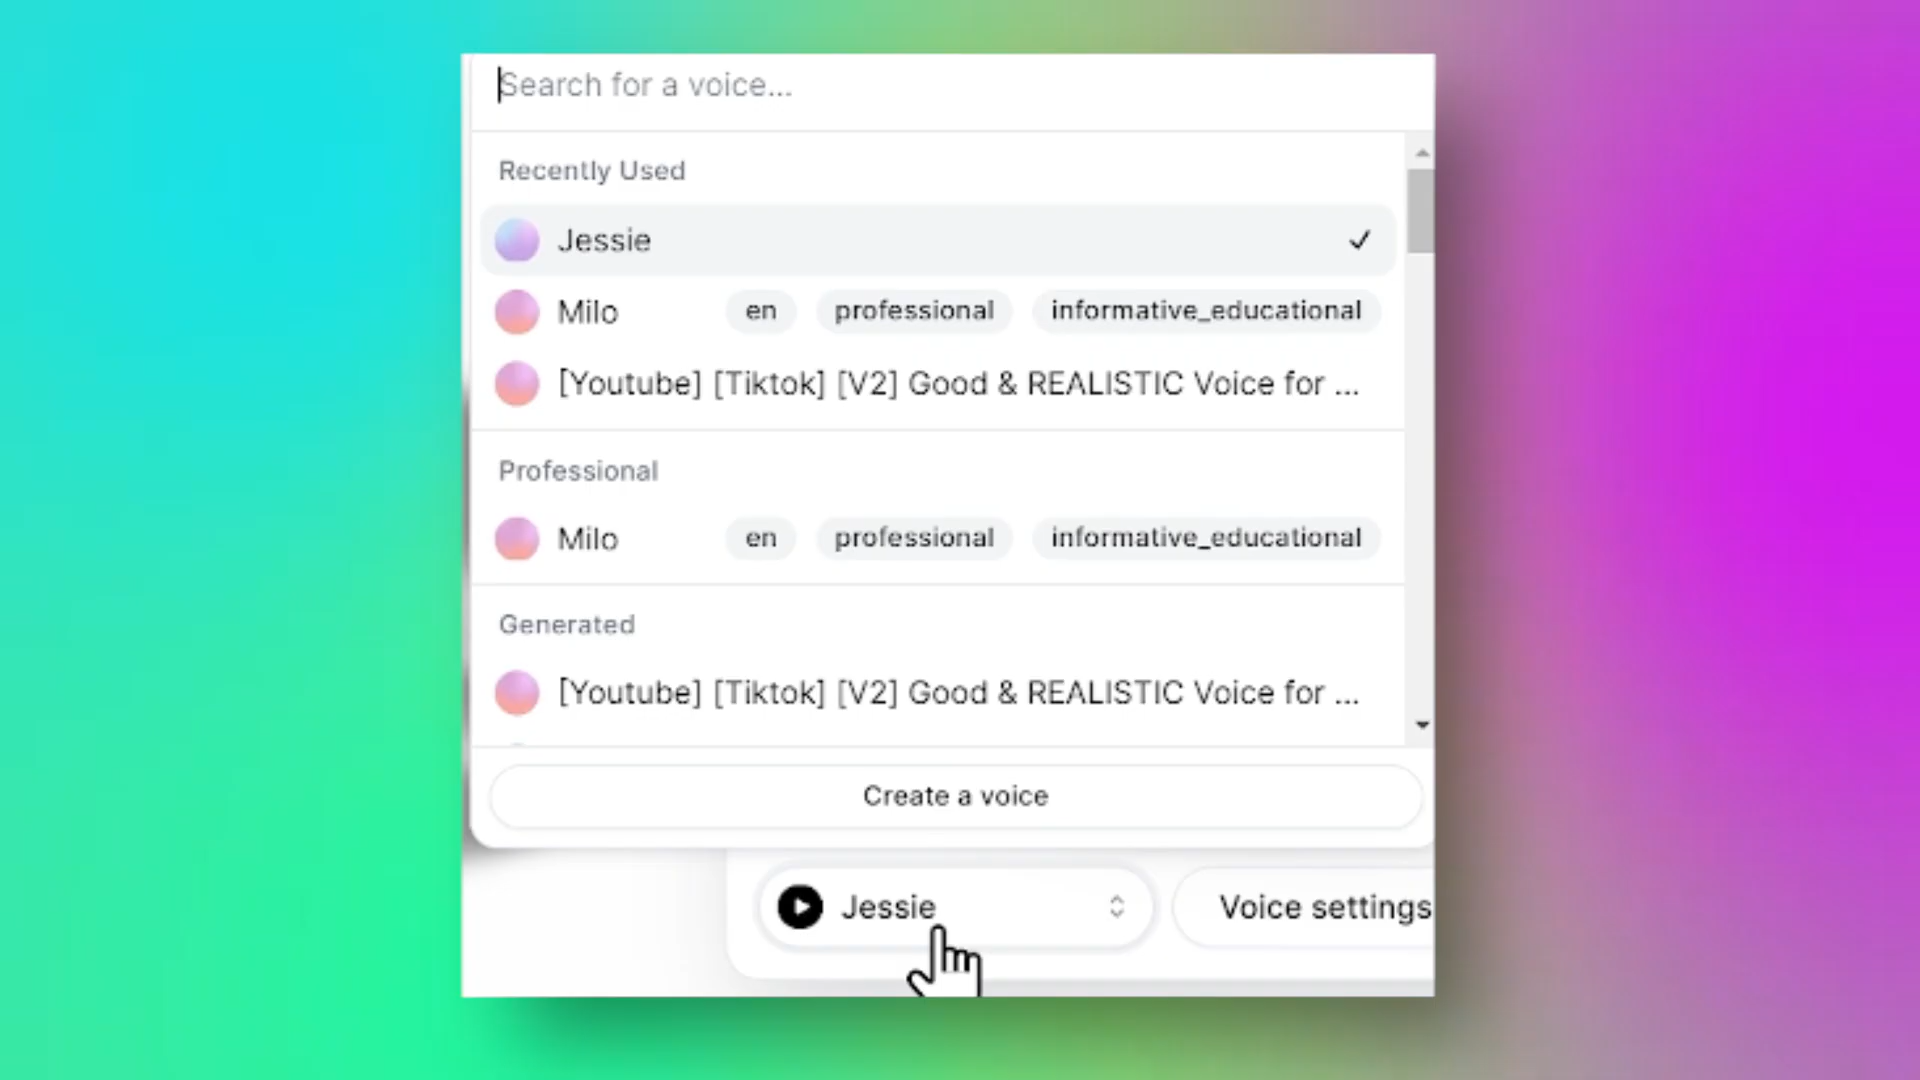 Search for a voice...
Recently Used
Jessie
Milo en professional informative_educational
[Youtube] [Tiktok] [V2] Good & REALISTIC Voice for ...
Professional
Milo en professional informative_educational
Generated
[Youtube] [Tiktok] [V2] Good & REALISTIC Voice for ...
Create a voice
Jessie Voice settings